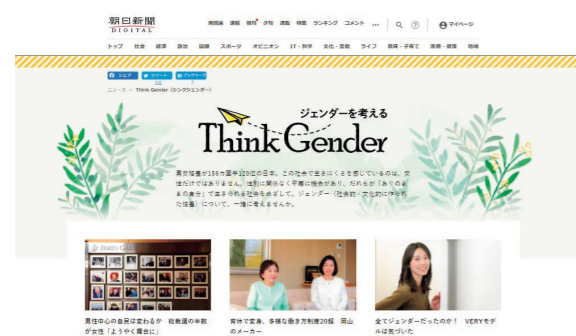 朝日新聞
DIGITAL
衆院選 速報 朝刊 夕刊 連載 特集 ランキング コメント … マイページ
トップ 社会 経済 政治 国際 スポーツ オピニオン IT・科学 文化・芸能 ライフ 教育・子育て 医療・健康 地域
シェア ツイート ブックマーク
ニュース > Think Gender（シンクジェンダー）
ジェンダーを考える
Think Gender
男女格差が156カ国中120位の日本。この社会で生きにくさを感じているのは、女
性だけではありません。性別に関係なく平等に機会があり、だれもが「ありのま
まの自分」で生きられる社会をめざして、ジェンダー（社会的・文化的に作られ
た性差）について、一緒に考えませんか。
男性中心の自民は変わるか 総裁選の半数
が女性「ようやく舞台に」
育休で変身、多様な働き方制度20超 岡山
のメーカー
全てジェンダーだったのか！ VERYモデ
ルは気づいた